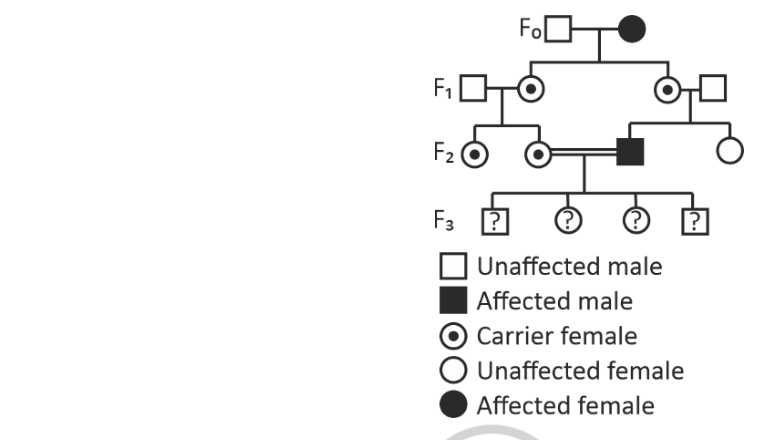 F₀
F₁
F₂
F₃ ? ? ? ?
Unaffected male
Affected male
Carrier female
Unaffected female
Affected female